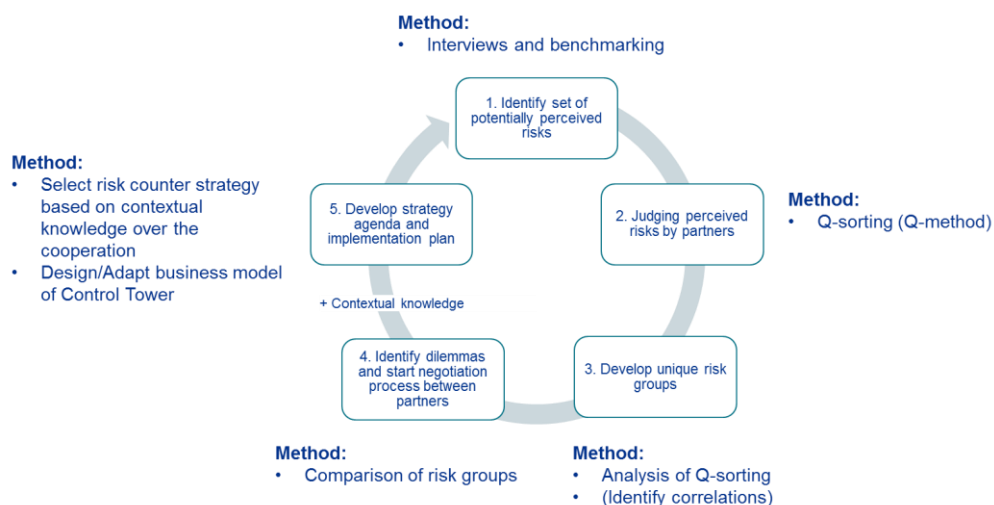 Method:
• Interviews and benchmarking
1. Identify set of
potentially perceived
risks
2. Judging perceived
risks by partners
Method:
• Q-sorting (Q-method)
3. Develop unique risk
groups
Method:
• Analysis of Q-sorting
• (Identify correlations)
4. Identify dilemmas
and start negotiation
process between
partners
Method:
• Comparison of risk groups
+ Contextual knowledge
5. Develop strategy
agenda and
implementation plan
Method:
• Select risk counter strategy
based on contextual
knowledge over the
cooperation
• Design/Adapt business model
of Control Tower